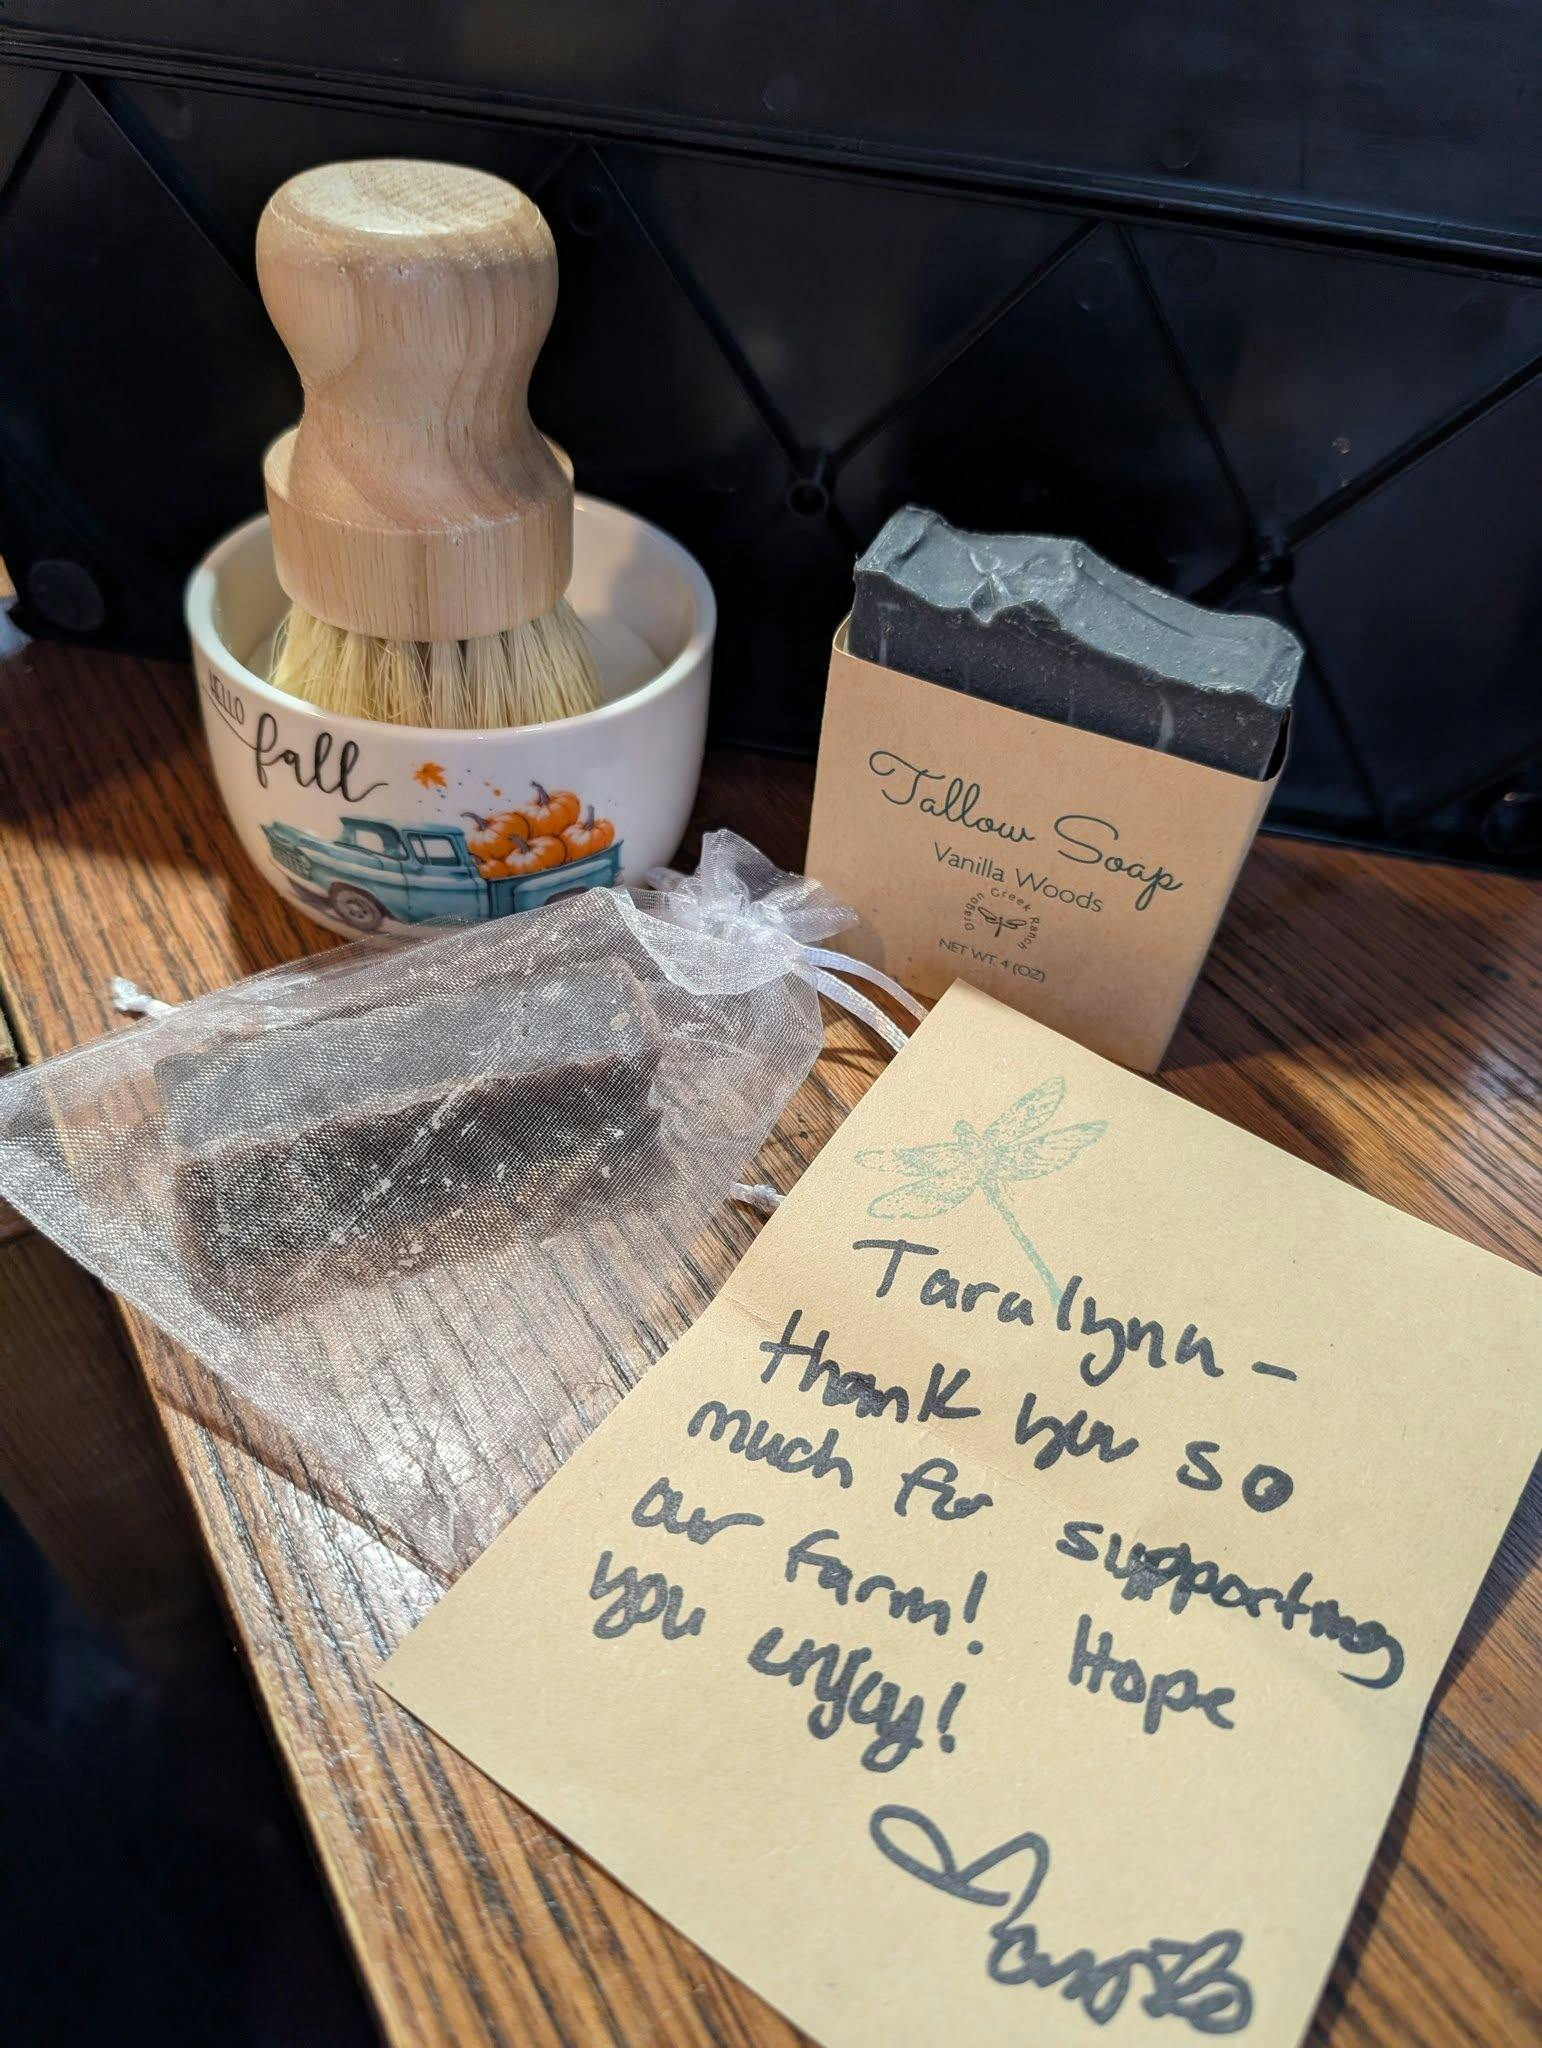 HELLO
fall
Tallow Soap
Vanilla Woods
Creek Ranch
NET WT. 4 (OZ)
Taralynn -
thank you so
much for supporting
our farm! Hope
you enjoy!